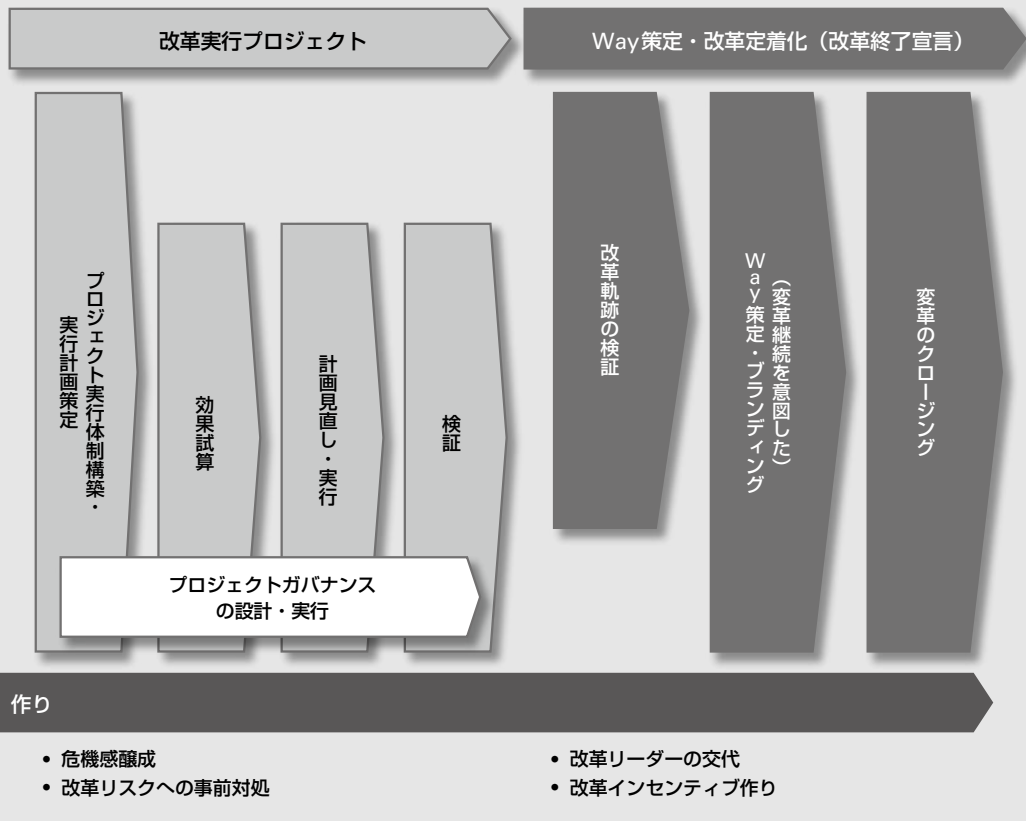 改革実行プロジェクト
Way策定・改革定着化（改革終了宣言）
プロジェクト実行体制構築・
実行計画策定
効果試算
計画見直し・実行
検証
プロジェクトガバナンス
の設計・実行
改革軌跡の検証
（変革継続を意図した）
Way策定・ブランディング
変革のクロージング
作り
• 危機感醸成
• 改革リスクへの事前対処
• 改革リーダーの交代
• 改革インセンティブ作り